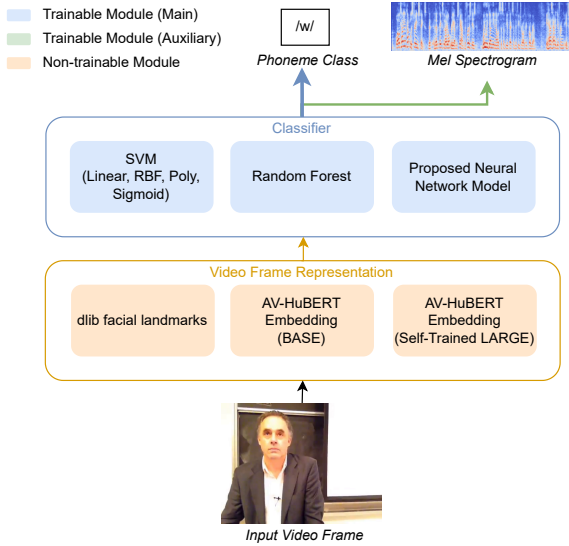 Trainable Module (Main)
Trainable Module (Auxiliary)
Non-trainable Module
/w/
Phoneme Class
Mel Spectrogram
Classifier
SVM
(Linear, RBF, Poly,
Sigmoid)
Random Forest
Proposed Neural
Network Model
Video Frame Representation
dlib facial landmarks
AV-HuBERT
Embedding
(BASE)
AV-HuBERT
Embedding
(Self-Trained LARGE)
Input Video Frame